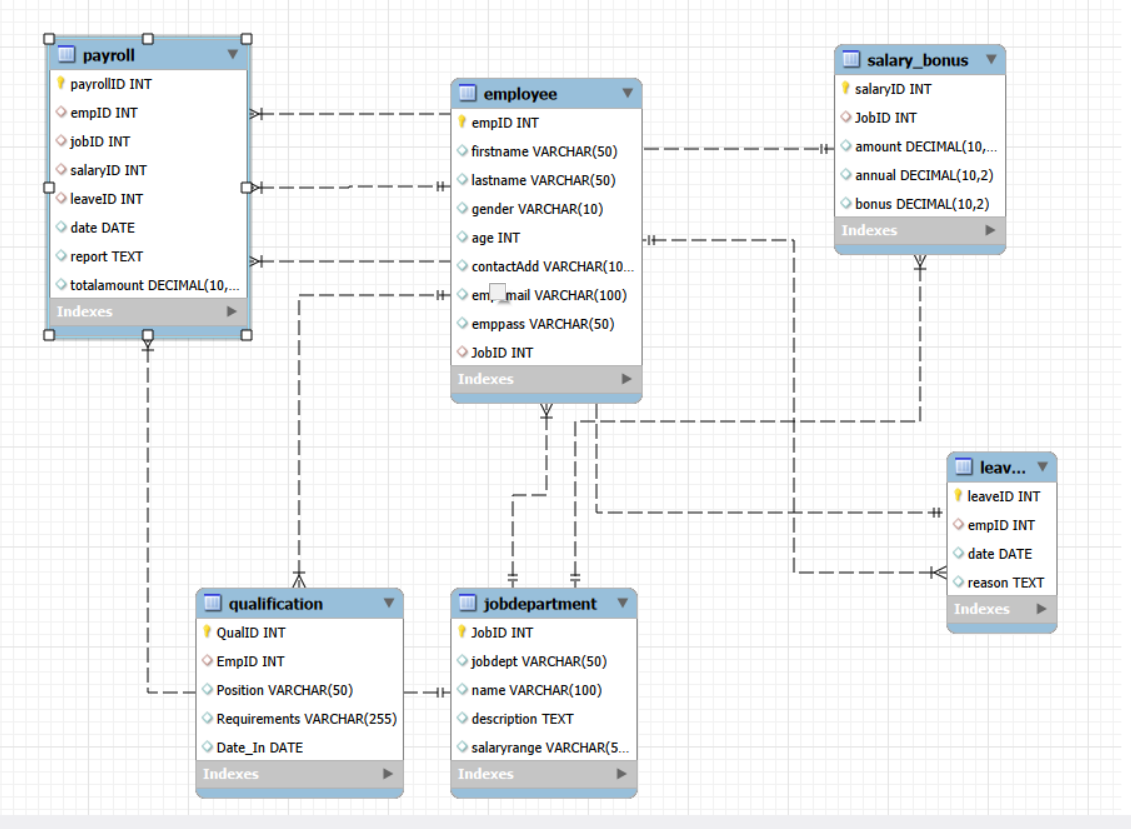 payroll
payrollID INT
empID INT
jobID INT
salaryID INT
leaveID INT
date DATE
report TEXT
totalamount DECIMAL(10,...
Indexes
employee
empID INT
firstname VARCHAR(50)
lastname VARCHAR(50)
gender VARCHAR(10)
age INT
contactAdd VARCHAR(10...
mail VARCHAR(100)
emppass VARCHAR(50)
JobID INT
Indexes
salary_bonus
salaryID INT
JobID INT
amount DECIMAL(10,...
annual DECIMAL(10,2)
bonus DECIMAL(10,2)
Indexes
leav...
leaveID INT
empID INT
date DATE
reason TEXT
Indexes
qualification
QualID INT
EmpID INT
Position VARCHAR(50)
Requirements VARCHAR(255)
Date_In DATE
Indexes
jobdepartment
JobID INT
jobdept VARCHAR(50)
name VARCHAR(100)
description TEXT
salaryrange VARCHAR(5...
Indexes